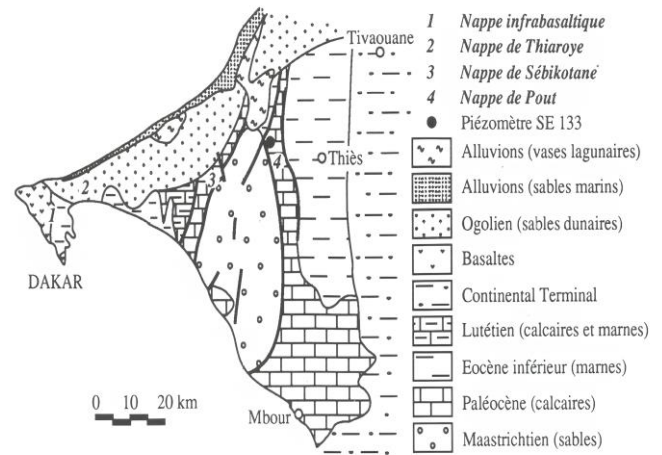 Tivaouane
Thiès
DAKAR
Mbour
1
2
3
4
0 10 20 km
1 Nappe infrabasaltique
2 Nappe de Thiaroye
3 Nappe de Sébikotané
4 Nappe de Pout
Piézomètre SE 133
Alluvions (vases lagunaires)
Alluvions (sables marins)
Ogolien (sables dunaires)
Basaltes
Continental Terminal
Lutétien (calcaires et marnes)
Eocène inférieur (marnes)
Paléocène (calcaires)
Maastrichtien (sables)